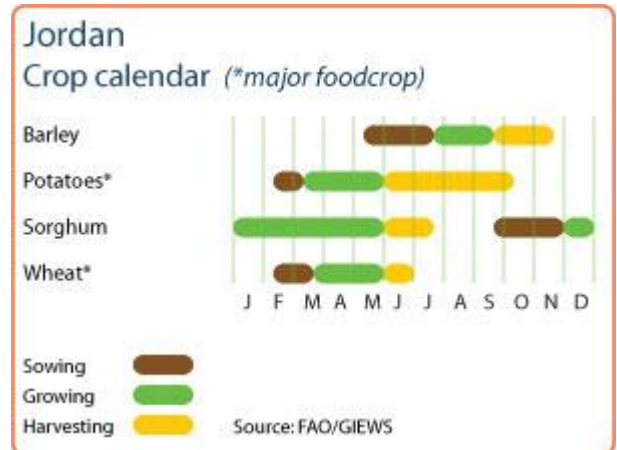 Jordan
Crop calendar (*major foodcrop)
Barley
Potatoes*
Sorghum
Wheat*
J F M A M J J A S O N D
Sowing
Growing
Harvesting
Source: FAO/GIEWS